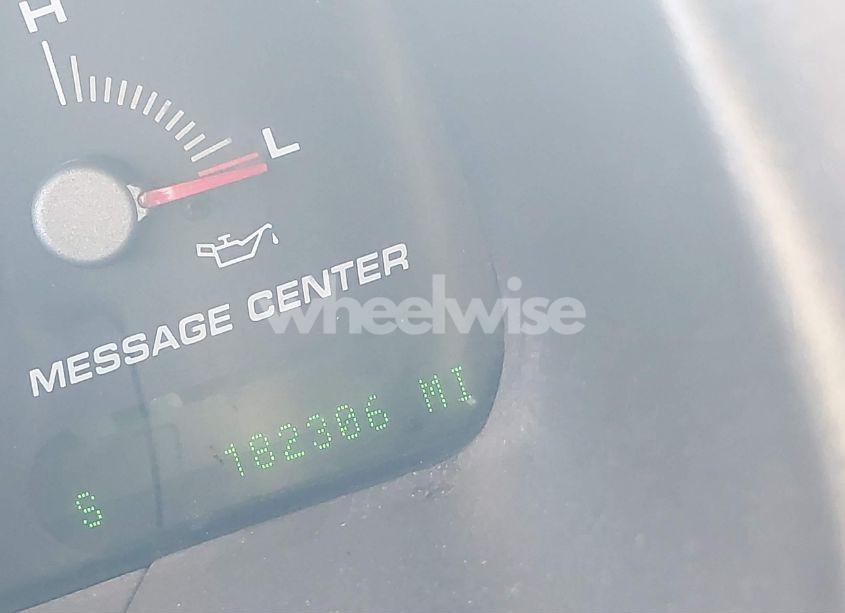 H
L
MESSAGE CENTER
wheelwise
182306 MI
S